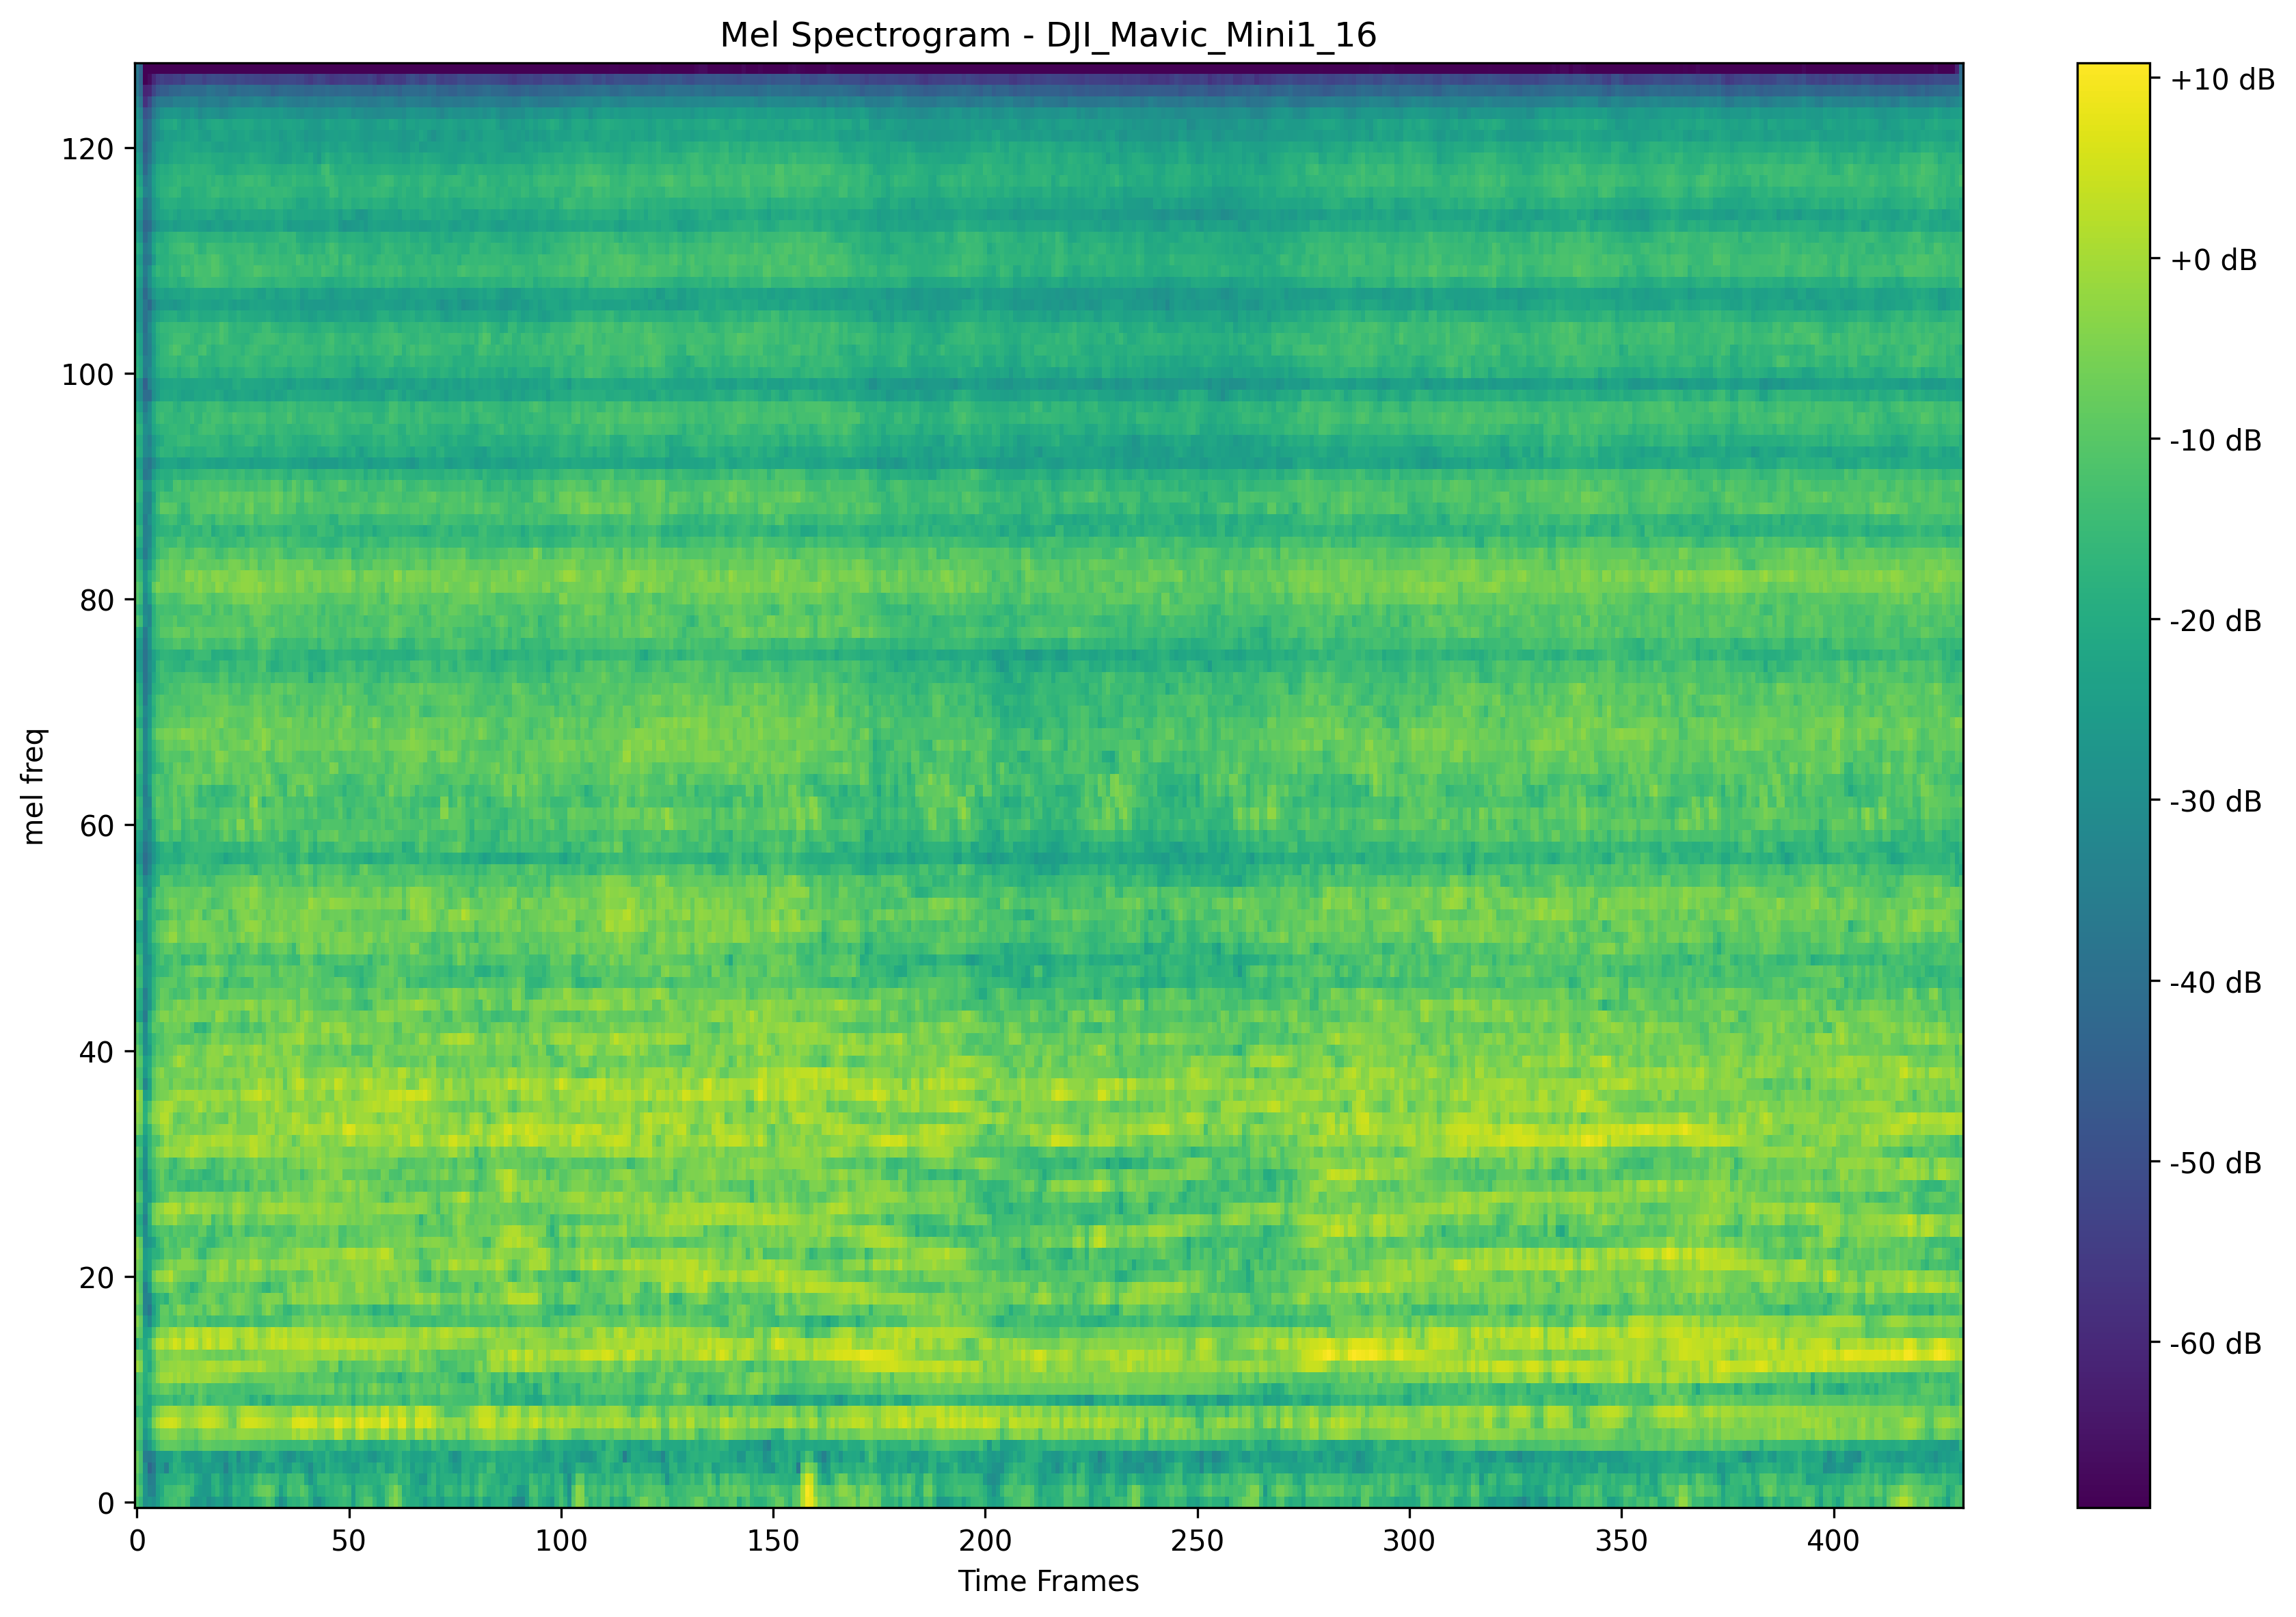 Mel Spectrogram - DJI_Mavic_Mini1_16
mel freq
120
100
80
60
40
20
0
0 50 100 150 200 250 300 350 400
Time Frames
+10 dB
+0 dB
-10 dB
-20 dB
-30 dB
-40 dB
-50 dB
-60 dB